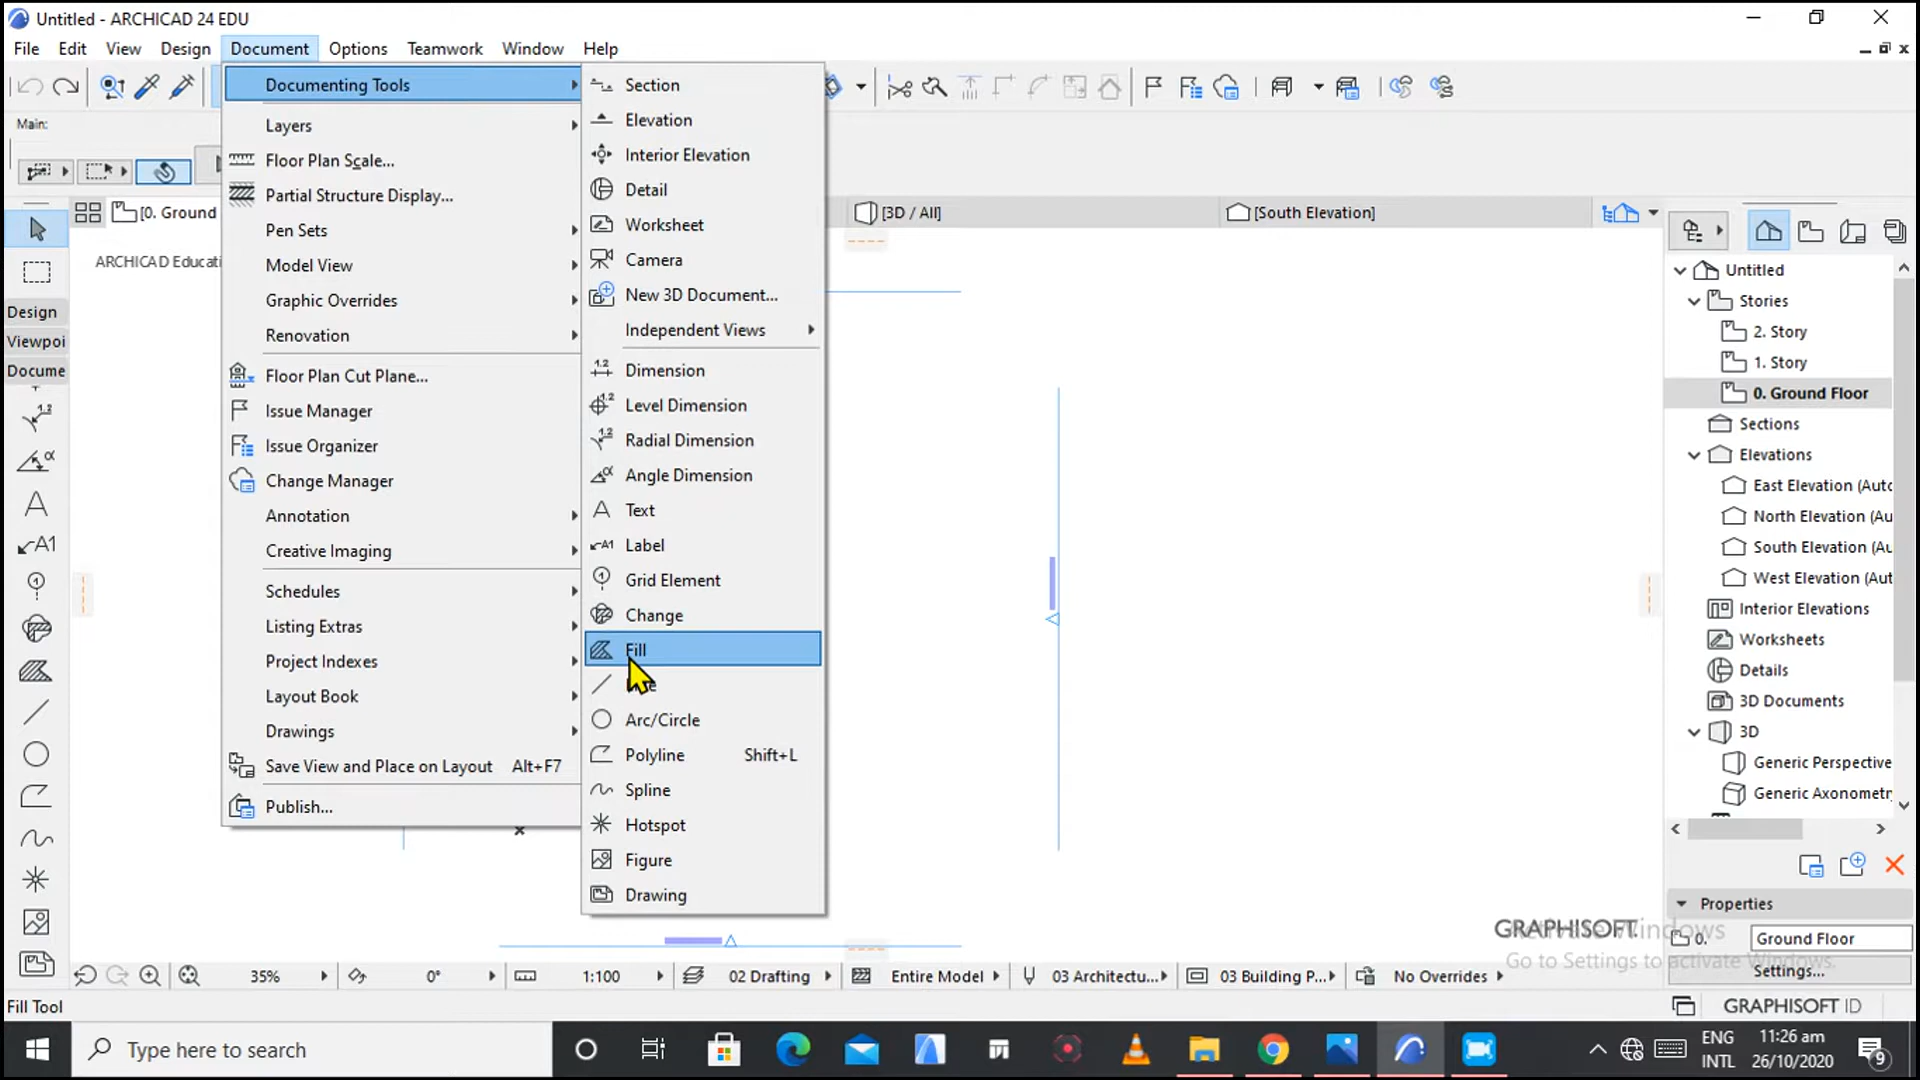 Untitled - ARCHICAD 24 EDU
File Edit View Design Document Options Teamwork Window Help
Main:
Documenting Tools
Layers
Floor Plan Scale...
Partial Structure Display...
Pen Sets
Model View
Graphic Overrides
Renovation
Floor Plan Cut Plane...
Issue Manager
Issue Organizer
Change Manager
Annotation
Creative Imaging
Schedules
Listing Extras
Project Indexes
Layout Book
Drawings
Save View and Place on Layout Alt+F7
Publish...
Section
Elevation
Interior Elevation
Detail
Worksheet
Camera
New 3D Document...
Independent Views
Dimension
Level Dimension
Radial Dimension
Angle Dimension
Text
Label
Grid Element
Change
Fill
Arc/Circle
Polyline Shift+L
Spline
Hotspot
Figure
Drawing
[0. Ground
[3D / All]
[South Elevation]
ARCHICAD Educati
Design
Viewpoi
Docume
Untitled
Stories
2. Story
1. Story
0. Ground Floor
Sections
Elevations
East Elevation (Auto
North Elevation (Au
South Elevation (Au
West Elevation (Aut
Interior Elevations
Worksheets
Details
3D Documents
3D
Generic Perspective
Generic Axonometr
Properties
0. Ground Floor
Settings...
GRAPHISOFT
Activate Windows
Go to Settings to activate Windows.
35% 0° 1:100 02 Drafting Entire Model 03 Architectu... 03 Building P... No Overrides
Fill Tool
GRAPHISOFT ID
Type here to search
ENG
INTL
11:26 am
26/10/2020
9